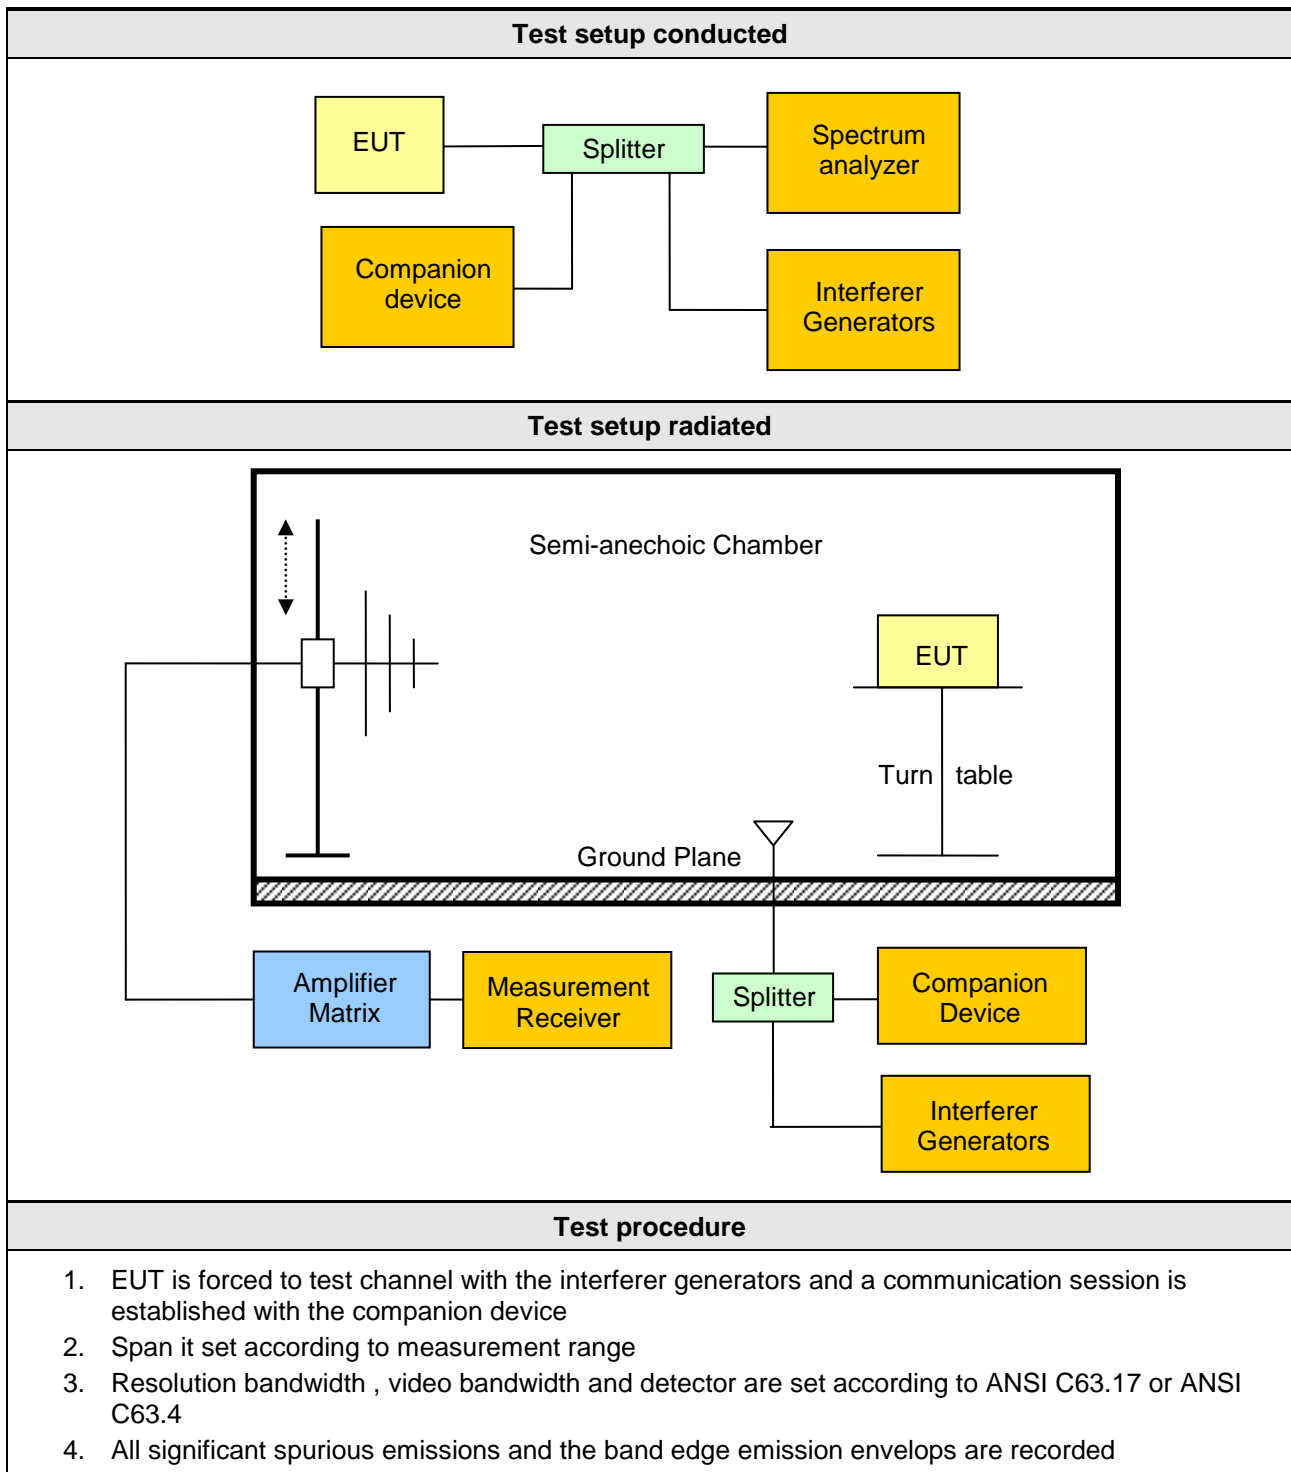 Test setup conducted
EUT
Splitter
Spectrum
analyzer
Companion
device
Interferer
Generators
Test setup radiated
Semi-anechoic Chamber
EUT
Turn table
Ground Plane
Amplifier
Matrix
Measurement
Receiver
Splitter
Companion
Device
Interferer
Generators
Test procedure
1. EUT is forced to test channel with the interferer generators and a communication session is
established with the companion device
2. Span it set according to measurement range
3. Resolution bandwidth , video bandwidth and detector are set according to ANSI C63.17 or ANSI
C63.4
4. All significant spurious emissions and the band edge emission envelops are recorded